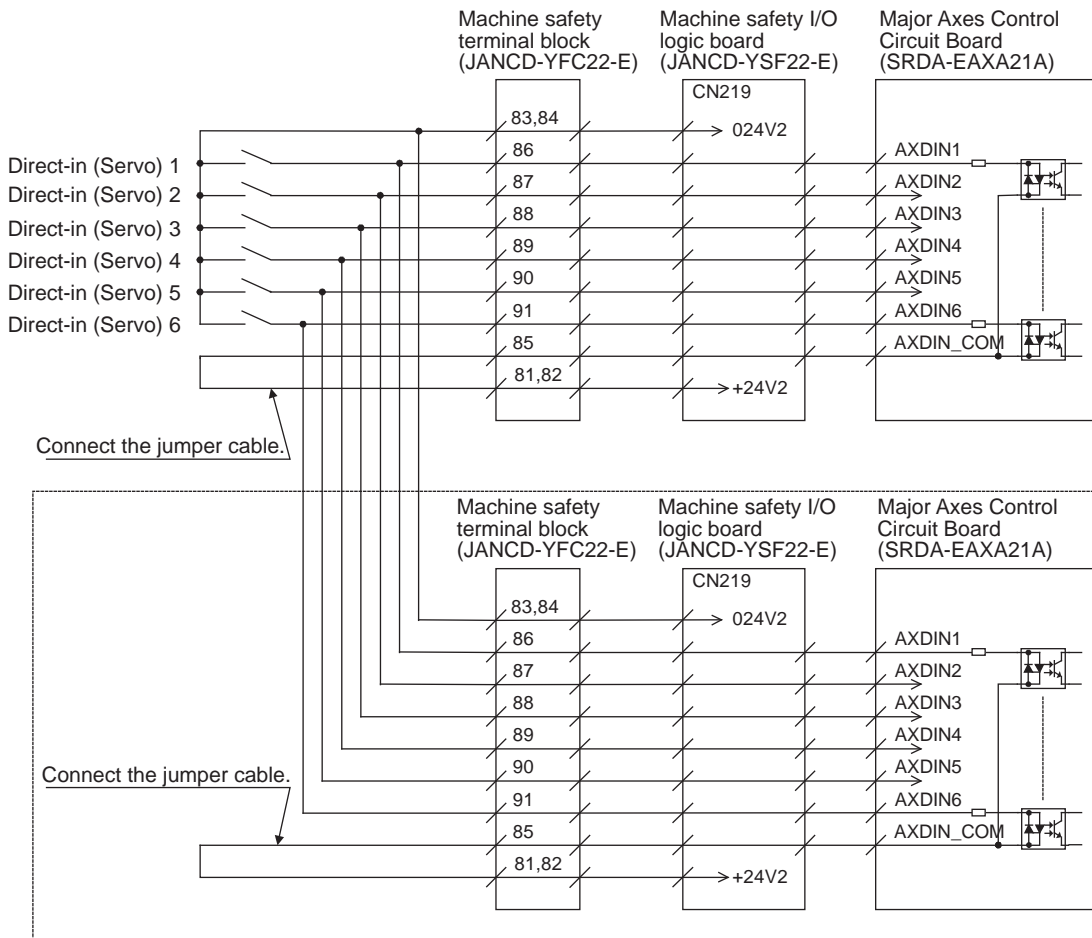 Machine safety
terminal block
(JANCD-YFC22-E)
Machine safety I/O
logic board
(JANCD-YSF22-E)
Major Axes Control
Circuit Board
(SRDA-EAXA21A)
CN219
83,84
024V2
Direct-in (Servo) 1
86
AXDIN1
Direct-in (Servo) 2
87
AXDIN2
Direct-in (Servo) 3
88
AXDIN3
Direct-in (Servo) 4
89
AXDIN4
Direct-in (Servo) 5
90
AXDIN5
Direct-in (Servo) 6
91
AXDIN6
85
AXDIN_COM
81,82
+24V2
Connect the jumper cable.
Machine safety
terminal block
(JANCD-YFC22-E)
Machine safety I/O
logic board
(JANCD-YSF22-E)
Major Axes Control
Circuit Board
(SRDA-EAXA21A)
CN219
83,84
024V2
86
AXDIN1
87
AXDIN2
88
AXDIN3
89
AXDIN4
90
AXDIN5
91
AXDIN6
85
AXDIN_COM
81,82
+24V2
Connect the jumper cable.